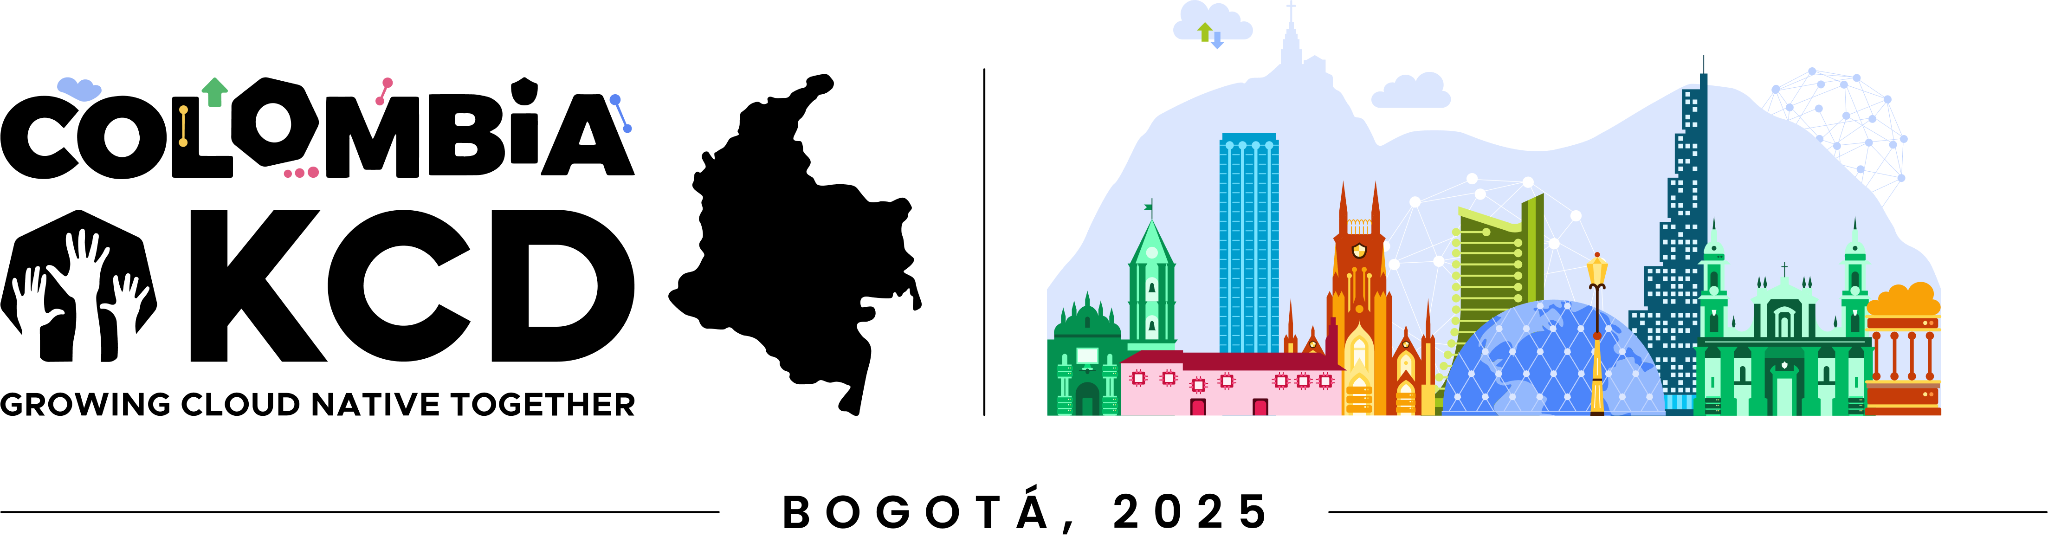 COLOMBiA
KCD
GROWING CLOUD NATIVE TOGETHER
BOGOTÁ, 2025